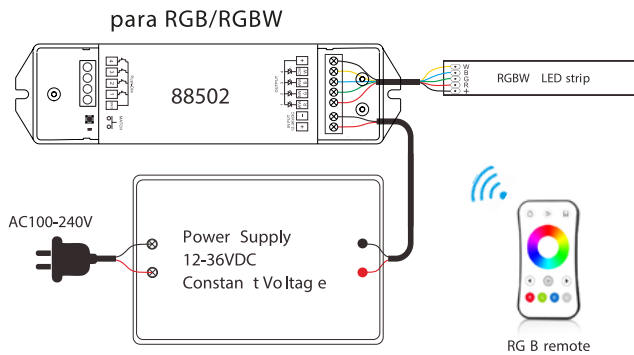 para RGB/RGBW
88502
W
B
G
R
+
RGBW LED strip
AC100-240V
Power Supply
12-36VDC
Constan t Vo ltag e
RG B remote